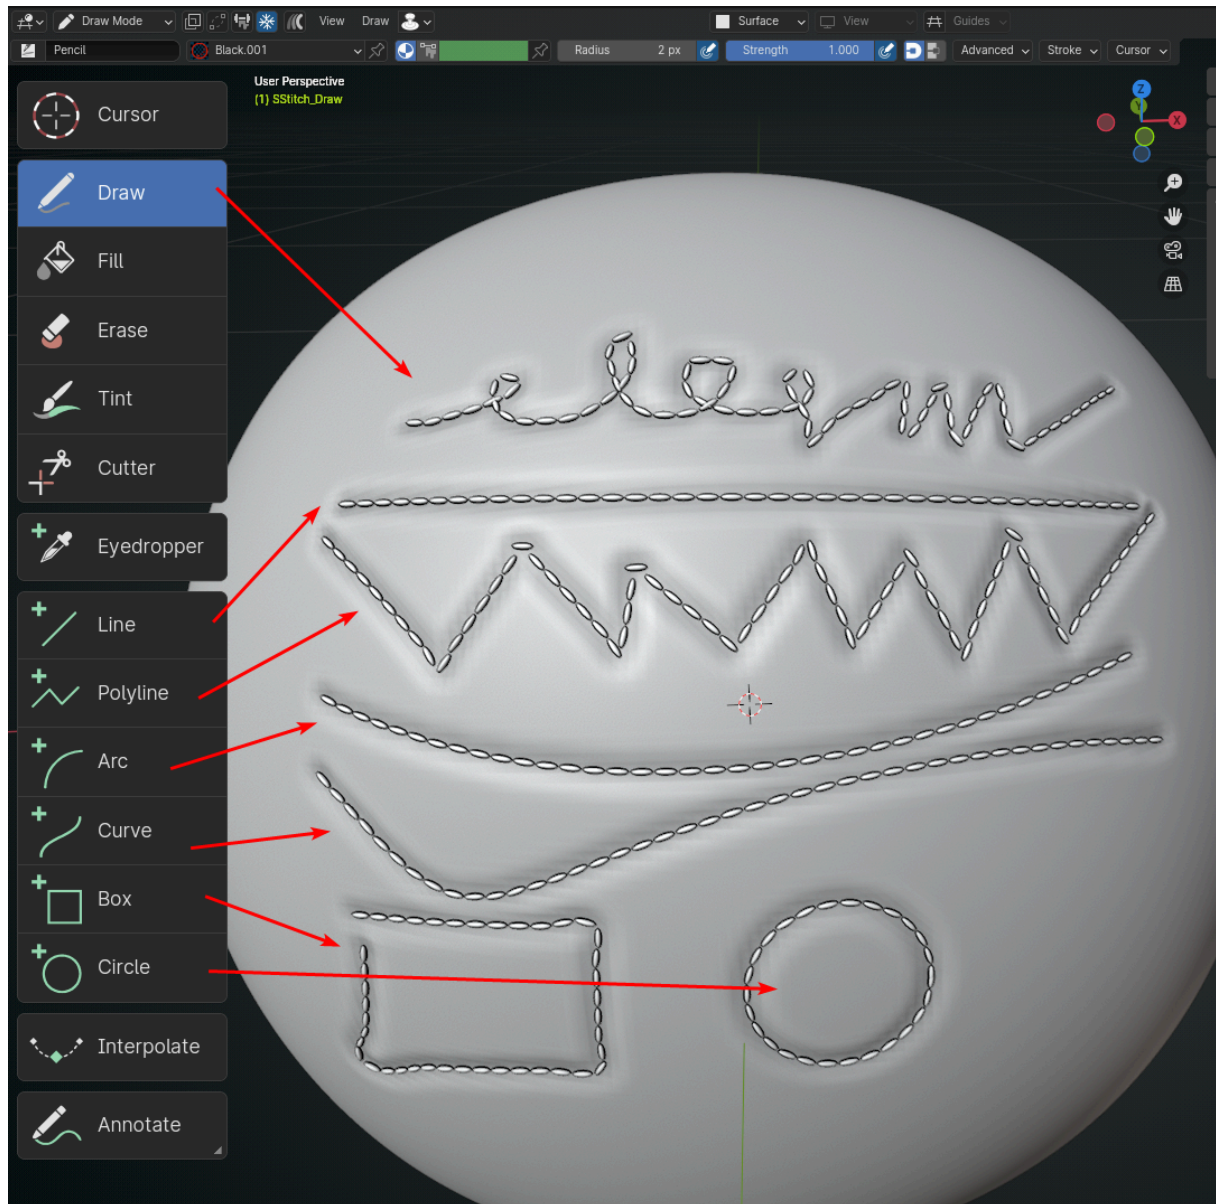 Draw Mode View Draw Surface View Guides
Pencil Black.001 Radius 2 px Strength 1.000 Advanced Stroke Cursor
User Perspective
(1) SStitch_Draw
Z
Y
X
Cursor
Draw
Fill
Erase
Tint
Cutter
Eyedropper
Line
Polyline
Arc
Curve
Box
Circle
Interpolate
Annotate